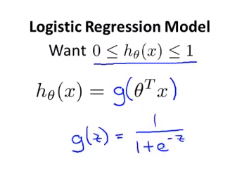 Logistic Regression Model
Want 0 ≤ hθ(x) ≤ 1
hθ(x) = g(θᵀx)
g(z) = 1 / (1+e⁻ᶻ)